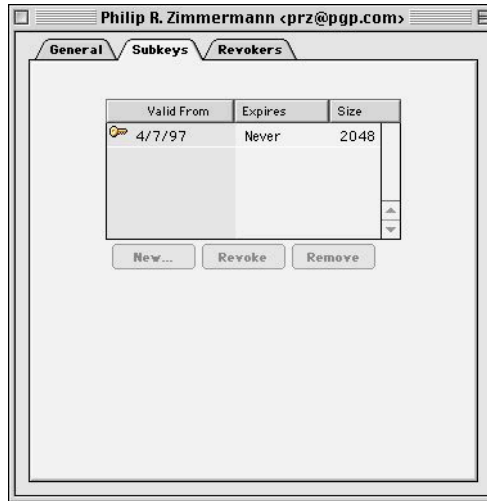 Philip R. Zimmermann <prz@pgp.com>
General Subkeys Revokers
Valid From Expires Size
4/7/97 Never 2048
New... Revoke Remove